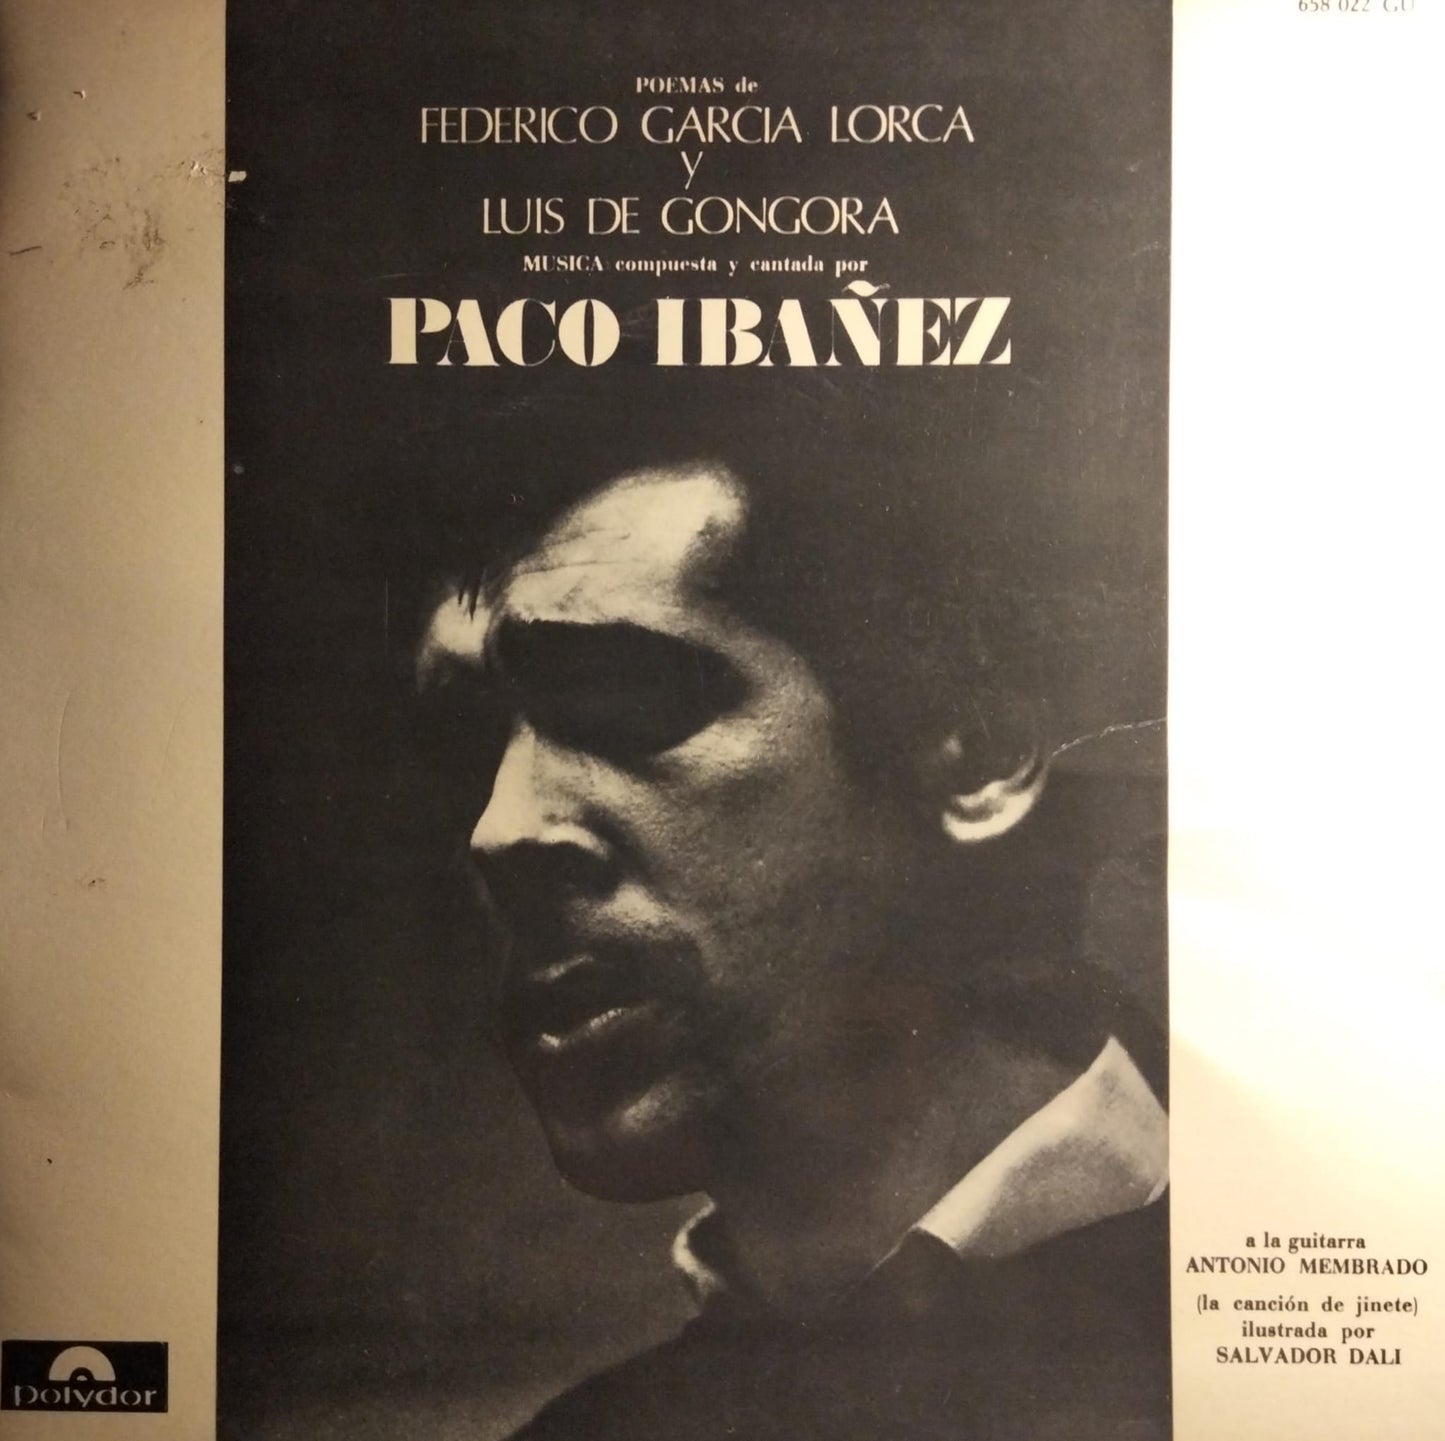 658 022 GU
POEMAS de
FEDERICO GARCIA LORCA
y
LUIS DE GONGORA
MUSICA compuesta y cantada por
PACO IBAÑEZ
a la guitarra
ANTONIO MEMBRADO
(la canción de jinete)
ilustrada por
SALVADOR DALI
Polydor